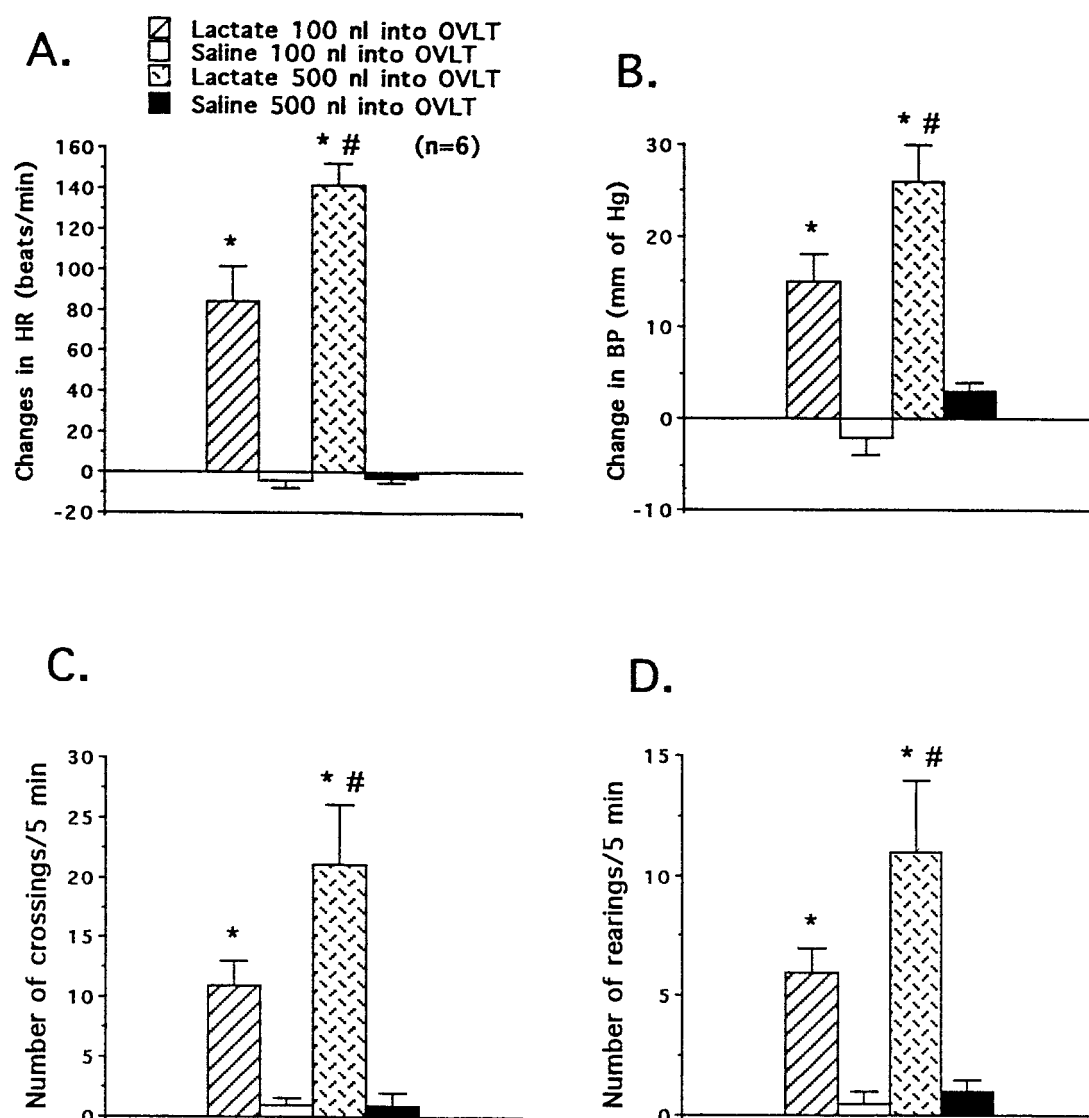 A.
Lactate 100 nl into OVLT
Saline 100 nl into OVLT
Lactate 500 nl into OVLT
Saline 500 nl into OVLT
(n=6)
Changes in HR (beats/min)
160
140
120
100
80
60
40
20
0
-20
*
* #
B.
Change in BP (mm of Hg)
30
20
10
0
-10
*
* #
C.
Number of crossings/5 min
30
25
20
15
10
5
0
*
* #
D.
Number of rearings/5 min
15
10
5
0
*
* #